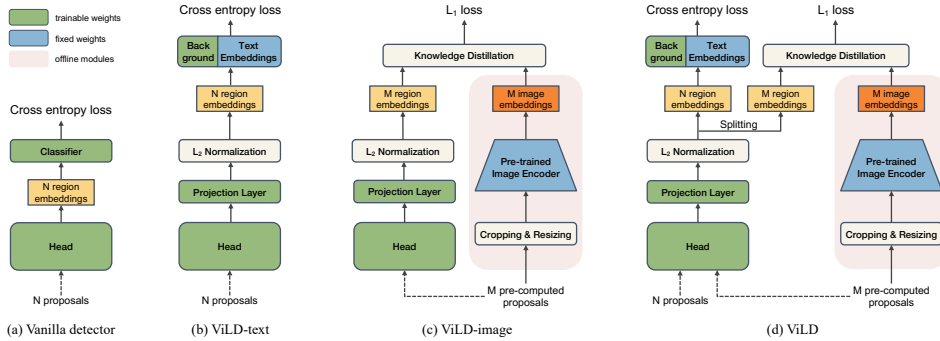 trainable weights
fixed weights
offline modules
Cross entropy loss
Classifier
N region
embeddings
Head
N proposals
(a) Vanilla detector
Cross entropy loss
Back
ground
Text
Embeddings
N region
embeddings
L₂ Normalization
Projection Layer
Head
N proposals
(b) ViLD-text
L₁ loss
Knowledge Distillation
M region
embeddings
M image
embeddings
L₂ Normalization
Pre-trained
Image Encoder
Projection Layer
Head
Cropping & Resizing
M pre-computed
proposals
(c) ViLD-image
Cross entropy loss
L₁ loss
Back
ground
Text
Embeddings
Knowledge Distillation
N region
embeddings
M region
embeddings
M image
embeddings
Splitting
L₂ Normalization
Pre-trained
Image Encoder
Projection Layer
Head
Cropping & Resizing
N proposals
M pre-computed
proposals
(d) ViLD